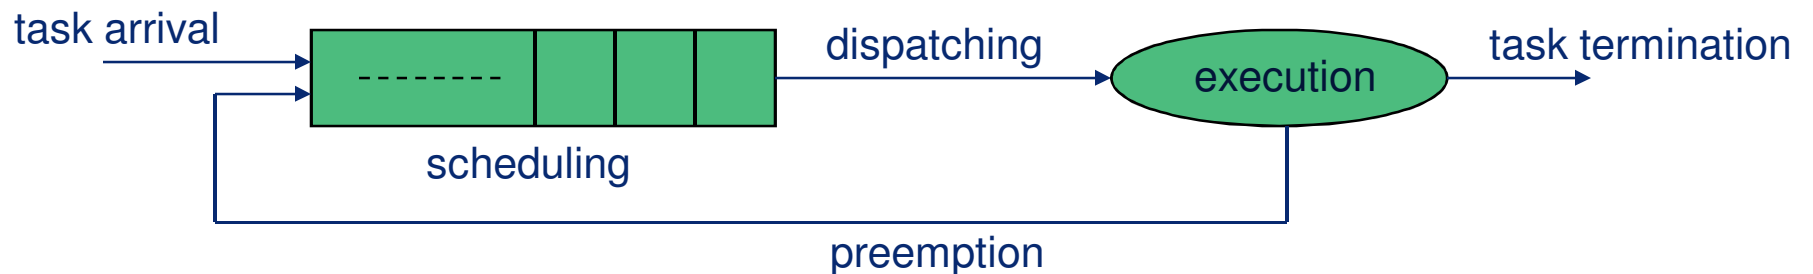 task arrival
dispatching
task termination
execution
scheduling
preemption